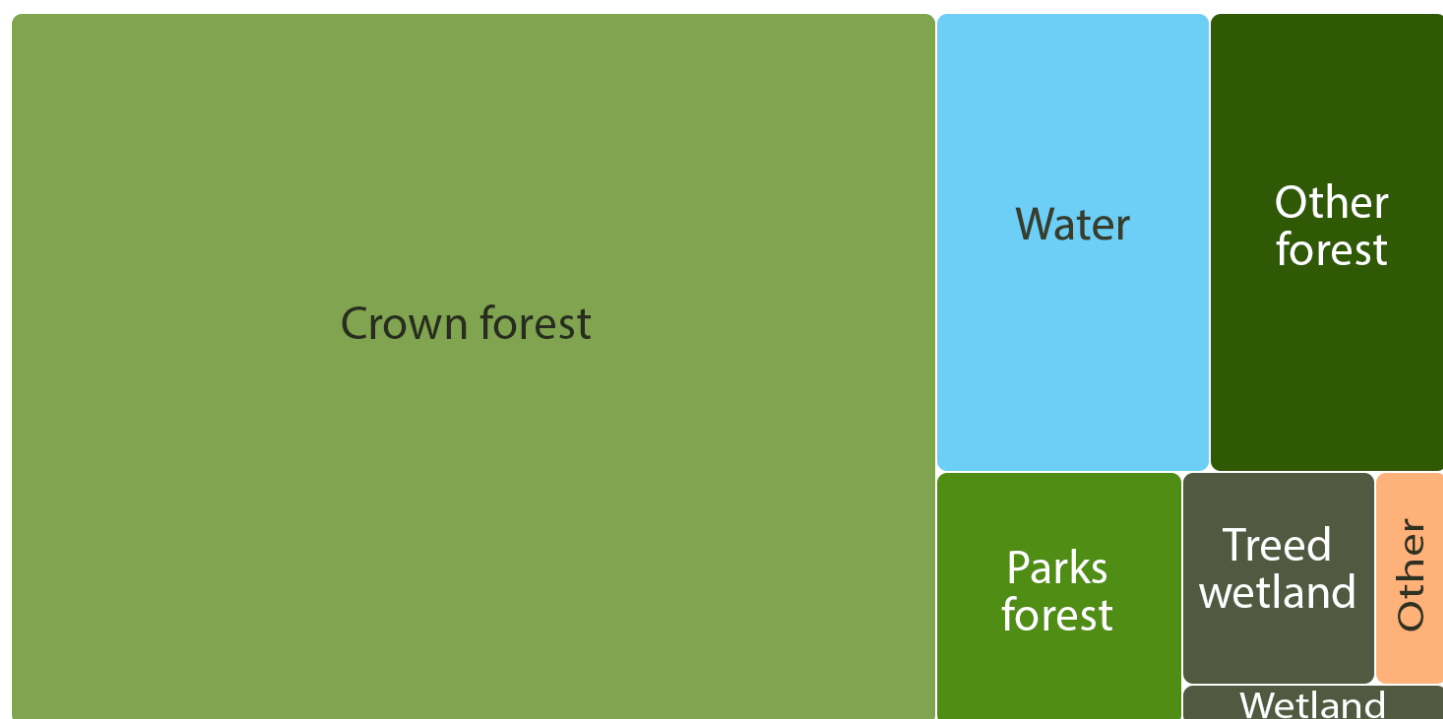 Crown forest
Water
Other
forest
Parks
forest
Treed
wetland
Other
Wetland